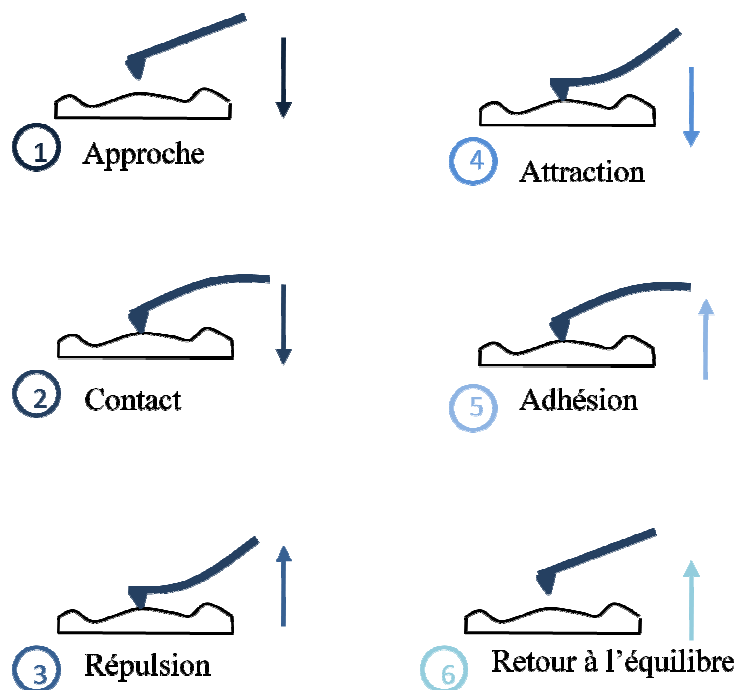 1 Approche
2 Contact
3 Répulsion
4 Attraction
5 Adhésion
6 Retour à l'équilibre